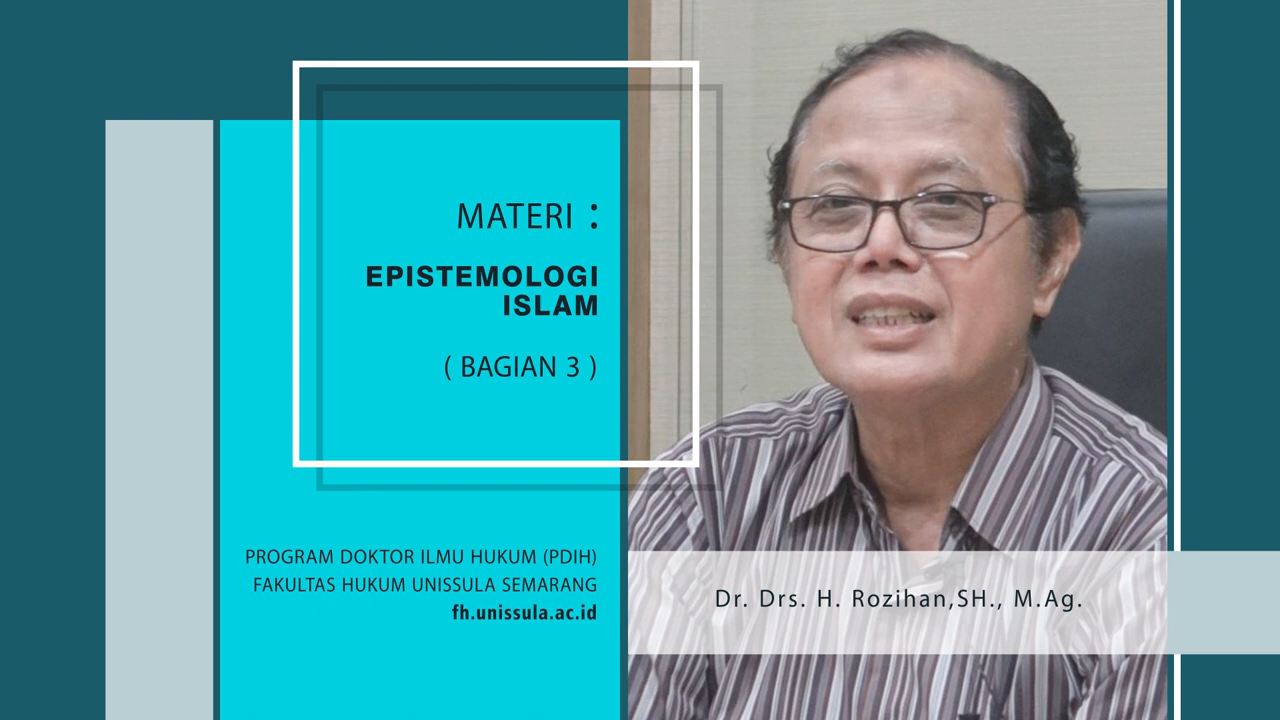 MATERI :
EPISTEMOLOGI
ISLAM
( BAGIAN 3 )
PROGRAM DOKTOR ILMU HUKUM (PDIH)
FAKULTAS HUKUM UNISSULA SEMARANG
fh.unissula.ac.id
Dr. Drs. H. Rozihan,SH., M.Ag.